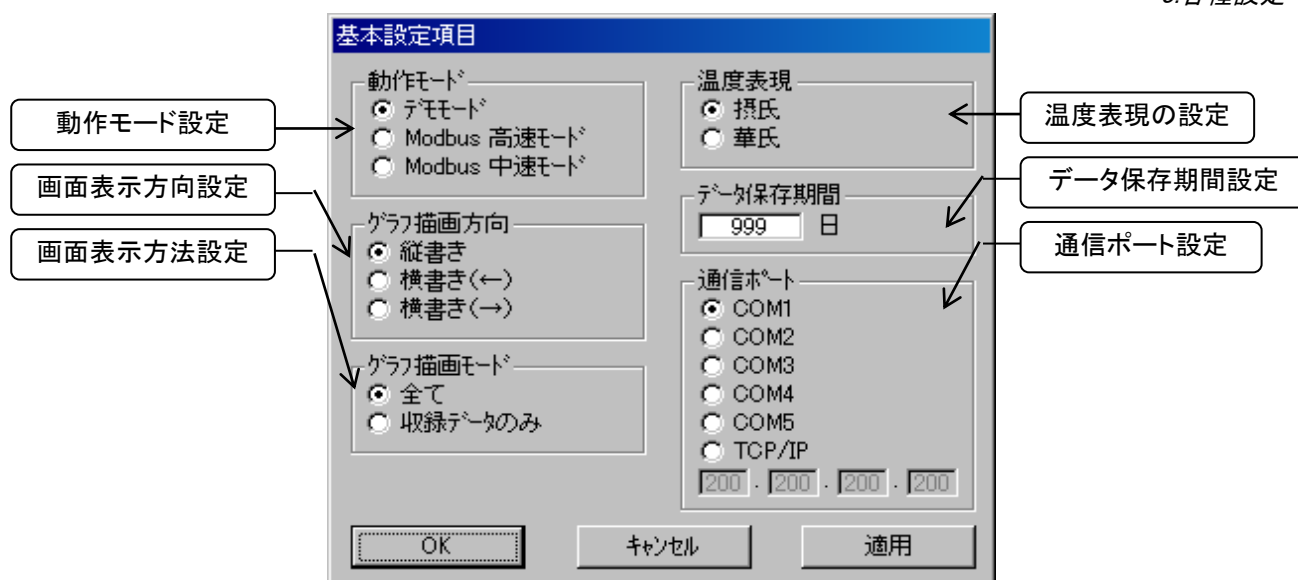 基本設定項目
動作モード設定
画面表示方向設定
画面表示方法設定
動作ﾓｰﾄﾞ
ﾃﾞﾓﾓｰﾄﾞ
Modbus 高速ﾓｰﾄﾞ
Modbus 中速ﾓｰﾄﾞ
ｸﾞﾗﾌ描画方向
縦書き
横書き(←)
横書き(→)
ｸﾞﾗﾌ描画ﾓｰﾄﾞ
全て
収録ﾃﾞｰﾀのみ
温度表現
摂氏
華氏
ﾃﾞｰﾀ保存期間
999 日
通信ﾎﾟｰﾄ
COM1
COM2
COM3
COM4
COM5
TCP/IP
200 . 200 . 200 . 200
温度表現の設定
データ保存期間設定
通信ポート設定
OK ｷｬﾝｾﾙ 適用